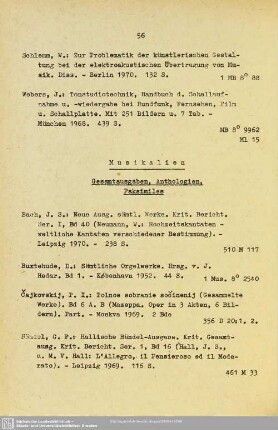 56
Schlemm, W.: Zur Problematik der künstlerischen Gestal-
tung bei der elektroakustischen Übertragung von Mu-
sik. Diss. - Berlin 1970. 132 S.
1 MB 8° 88
Webers, J.: Tonstudiotechnik, Handbuch d. Schallauf-
nahme u. -wiedergabe bei Rundfunk, Fernsehen, Film
u. Schallplatte. Mit 251 Bildern u. 7 Tab. -
München 1968. 439 S.
MB 8° 9962
ML 15
Musikalien
Gesamtausgaben, Anthologien,
Faksimiles
Bach, J. S.: Neue Ausg. sämtl. Werke. Krit. Bericht.
Ser. I, Bd 40 (Neumann, W.: Hochzeitskantaten -
weltliche Kantaten verschiedener Bestimmung). -
Leipzig 1970. - 238 S.
510 N 117
Buxtehude, D.: Sämtliche Orgelwerke. Hrsg. v. J.
Hedar. Bd 1. - København 1952. 44 S.
1 Mus. 8° 2540
Čajkovskij, P. I.: Polnoe sobranie sočinenij (Gesammelte
Werke), Bd 6 A. B (Mazeppa. Oper in 3 Akten, 6 Bil-
dern). Part. - Moskva 1969. 2 Bde
356 D 20:1, 2.
Händel, G. F.: Hallische Händel-Ausgabe. Krit. Gesamt-
ausg. Krit. Bericht. Ser. 1, Bd 16 (Hall, J. S.,
u. M. V. Hall: L'Allegro, il Pensieroso ed il Mode-
rato). - Leipzig 1969. 116 S.
461 M 33